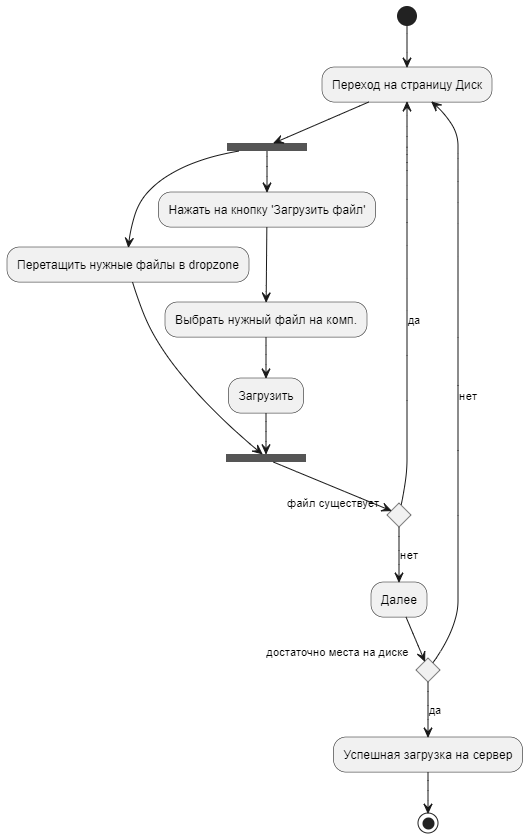 Переход на страницу Диск
Нажать на кнопку 'Загрузить файл'
Перетащить нужные файлы в dropzone
Выбрать нужный файл на комп.
да
Загрузить
нет
файл существует
нет
Далее
достаточно места на диске
да
Успешная загрузка на сервер